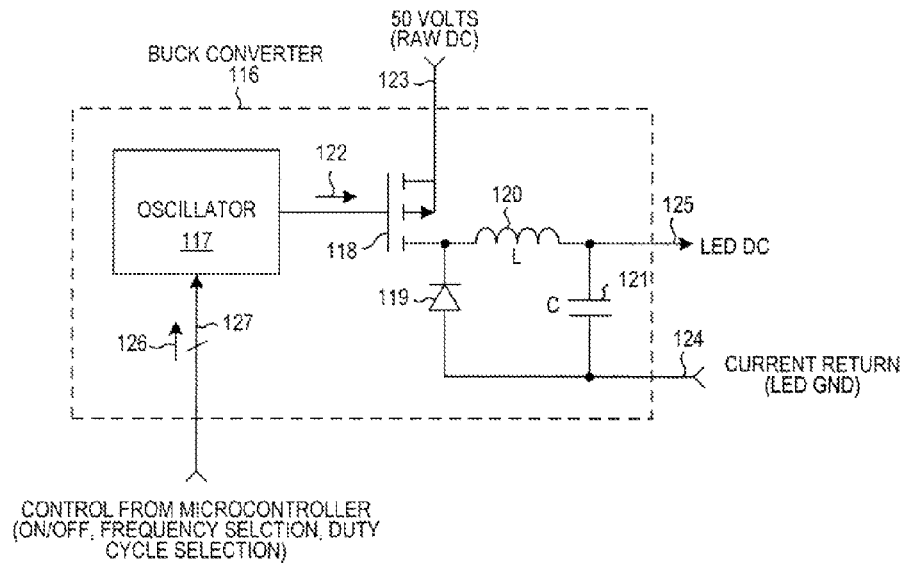 50 VOLTS
(RAW DC)
BUCK CONVERTER
116
123
122
OSCILLATOR
117
118
120
L
125
LED DC
119
C
121
126
127
124
CURRENT RETURN
(LED GND)
CONTROL FROM MICROCONTROLLER
(ON/OFF, FREQUENCY SELCTION, DUTY
CYCLE SELECTION)